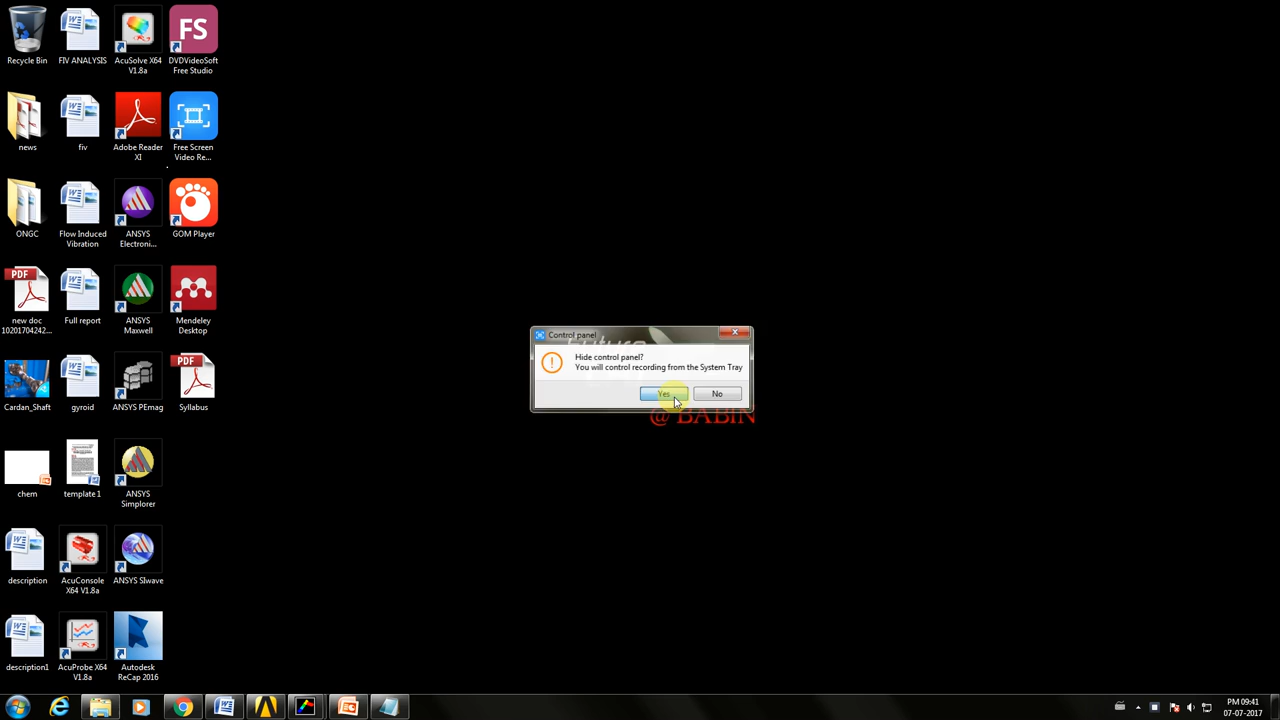 Recycle Bin
FIV ANALYSIS
AcuSolve X64
V1.8a
FS
DVDVideoSoft
Free Studio
news
fiv
Adobe Reader
XI
Free Screen
Video Re...
ONGC
Flow Induced
Vibration
ANSYS
Electroni...
GOM Player
PDF
new doc
10201704242...
Full report
ANSYS
Maxwell
Mendeley
Desktop
Cardan_Shaft
gyroid
ANSYS PEmag
PDF
Syllabus
chem
template 1
ANSYS
Simplorer
description
AcuConsole
X64 V1.8a
ANSYS SIwave
description1
AcuProbe X64
V1.8a
Autodesk
ReCap 2016
Control panel
Hide control panel?
You will control recording from the System Tray
Yes
No
@ BABIN
PM 09:41
07-07-2017